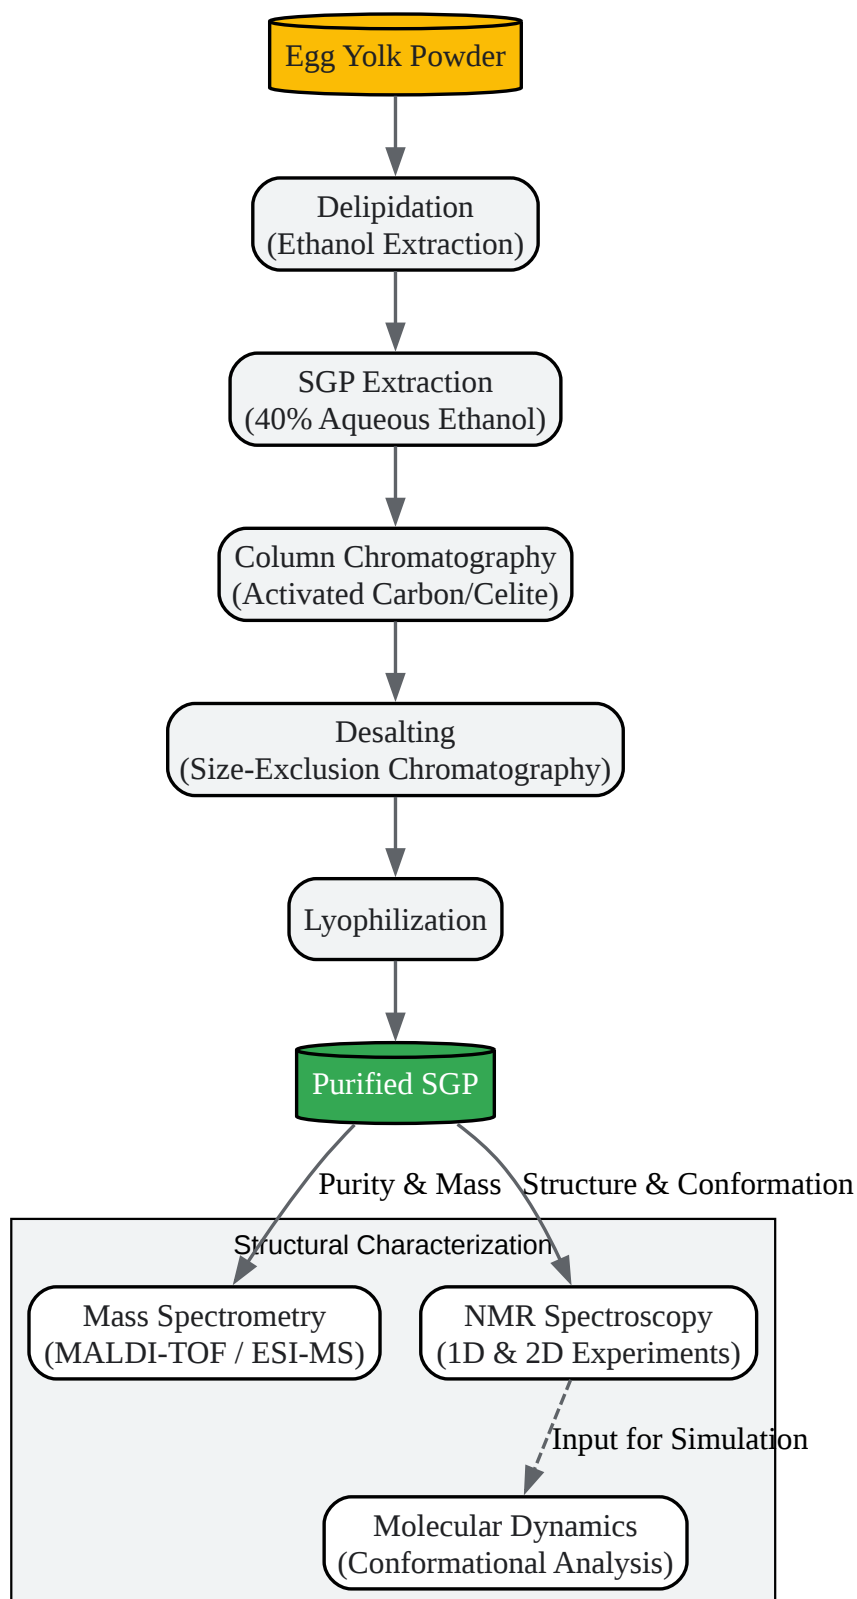 Egg Yolk Powder
Delipidation
(Ethanol Extraction)
SGP Extraction
(40% Aqueous Ethanol)
Column Chromatography
(Activated Carbon/Celite)
Desalting
(Size-Exclusion Chromatography)
Lyophilization
Purified SGP
Purity & Mass
Structure & Conformation
Structural Characterization
Mass Spectrometry
(MALDI-TOF / ESI-MS)
NMR Spectroscopy
(1D & 2D Experiments)
Input for Simulation
Molecular Dynamics
(Conformational Analysis)